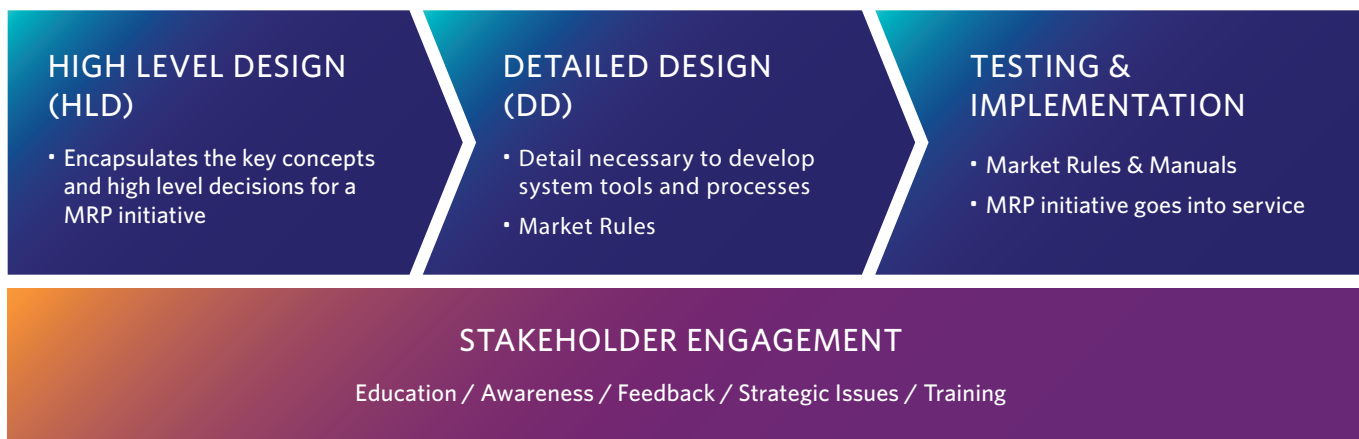 HIGH LEVEL DESIGN
(HLD)
• Encapsulates the key concepts
and high level decisions for a
MRP initiative
DETAILED DESIGN
(DD)
• Detail necessary to develop
system tools and processes
• Market Rules
TESTING &
IMPLEMENTATION
• Market Rules & Manuals
• MRP initiative goes into service
STAKEHOLDER ENGAGEMENT
Education / Awareness / Feedback / Strategic Issues / Training